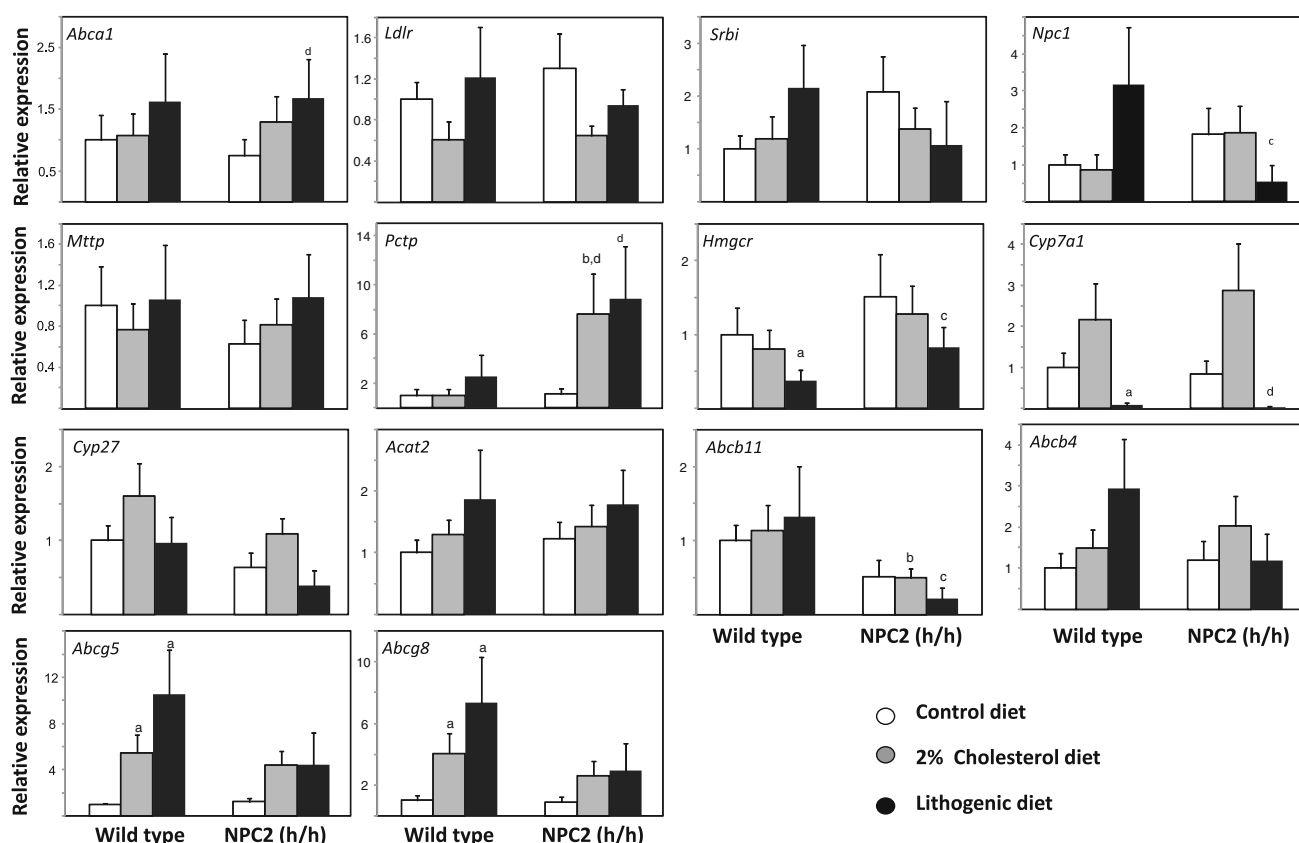 Relative expression
Abca1
2.5
1.5
0,5
d
Ldlr
1.6
1.2
0.8
0.4
Srbi
3
2
1
Npc1
4
3
2
1
c
Relative expression
Mttp
1.6
1.2
0.8
0.4
Pctp
14
10
6
2
b,d
d
Hmgcr
2
1
a
c
Cyp7a1
4
3
2
1
a
d
Relative expression
Cyp27
2
1
Acat2
2
1
Abcb11
2
1
b
c
Abcb4
4
3
2
1
Wild type NPC2 (h/h)
Wild type NPC2 (h/h)
Relative expression
Abcg5
12
8
4
a
a
Abcg8
10
6
2
a
a
Wild type NPC2 (h/h)
Wild type NPC2 (h/h)
Control diet
2% Cholesterol diet
Lithogenic diet